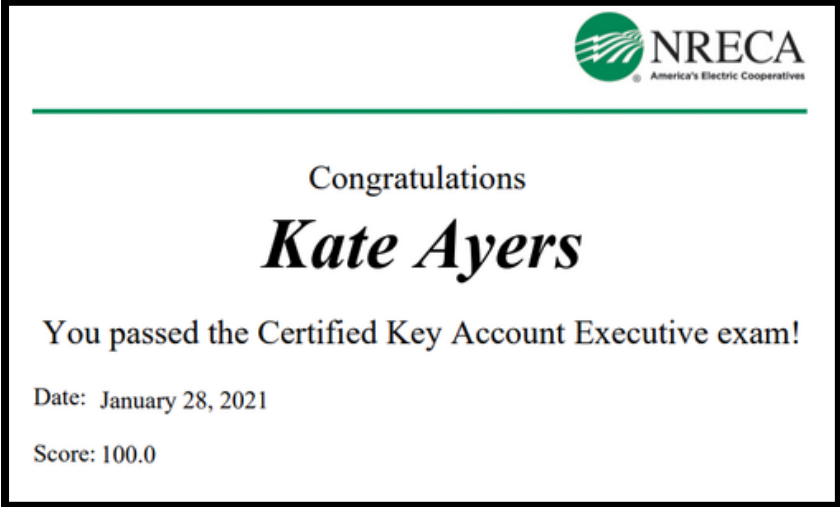 NRECA
America's Electric Cooperatives
Congratulations
Kate Ayers
You passed the Certified Key Account Executive exam!
Date: January 28, 2021
Score: 100.0